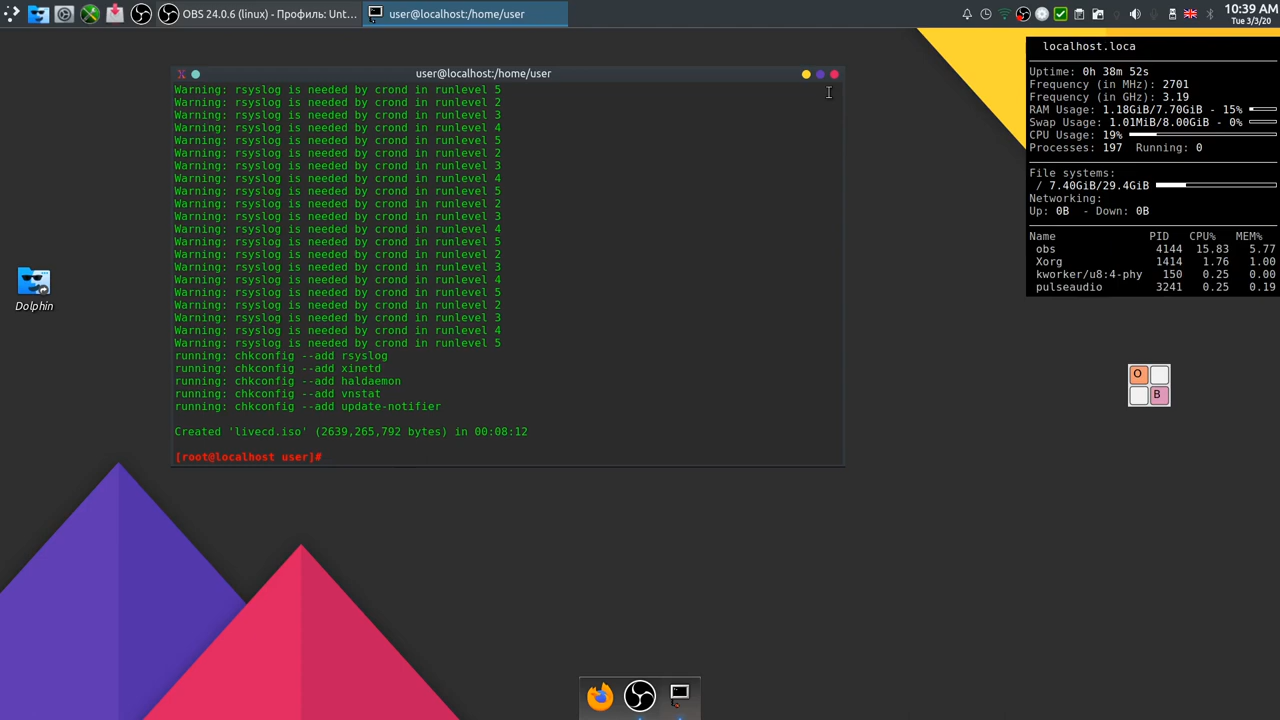 OBS 24.0.6 (linux) - Профиль: Unt...
user@localhost:/home/user
10:39 AM
Tue 3/3/20
user@localhost:/home/user
Warning: rsyslog is needed by crond in runlevel 5
Warning: rsyslog is needed by crond in runlevel 2
Warning: rsyslog is needed by crond in runlevel 3
Warning: rsyslog is needed by crond in runlevel 4
Warning: rsyslog is needed by crond in runlevel 5
Warning: rsyslog is needed by crond in runlevel 2
Warning: rsyslog is needed by crond in runlevel 3
Warning: rsyslog is needed by crond in runlevel 4
Warning: rsyslog is needed by crond in runlevel 5
Warning: rsyslog is needed by crond in runlevel 2
Warning: rsyslog is needed by crond in runlevel 3
Warning: rsyslog is needed by crond in runlevel 4
Warning: rsyslog is needed by crond in runlevel 5
Warning: rsyslog is needed by crond in runlevel 2
Warning: rsyslog is needed by crond in runlevel 3
Warning: rsyslog is needed by crond in runlevel 4
Warning: rsyslog is needed by crond in runlevel 5
Warning: rsyslog is needed by crond in runlevel 2
Warning: rsyslog is needed by crond in runlevel 3
Warning: rsyslog is needed by crond in runlevel 4
Warning: rsyslog is needed by crond in runlevel 5
running: chkconfig --add rsyslog
running: chkconfig --add xinetd
running: chkconfig --add haldaemon
running: chkconfig --add vnstat
running: chkconfig --add update-notifier
Created 'livecd.iso' (2639,265,792 bytes) in 00:08:12
[root@localhost user]#
Dolphin
localhost.loca
Uptime: 0h 38m 52s
Frequency (in MHz): 2701
Frequency (in GHz): 3.19
RAM Usage: 1.18GiB/7.70GiB - 15%
Swap Usage: 1.01MiB/8.00GiB - 0%
CPU Usage: 19%
Processes: 197 Running: 0
File systems:
/ 7.40GiB/29.4GiB
Networking:
Up: 0B - Down: 0B
Name PID CPU% MEM%
obs 4144 15.83 5.77
Xorg 1414 1.76 1.00
kworker/u8:4-phy 150 0.25 0.00
pulseaudio 3241 0.25 0.19
O
B